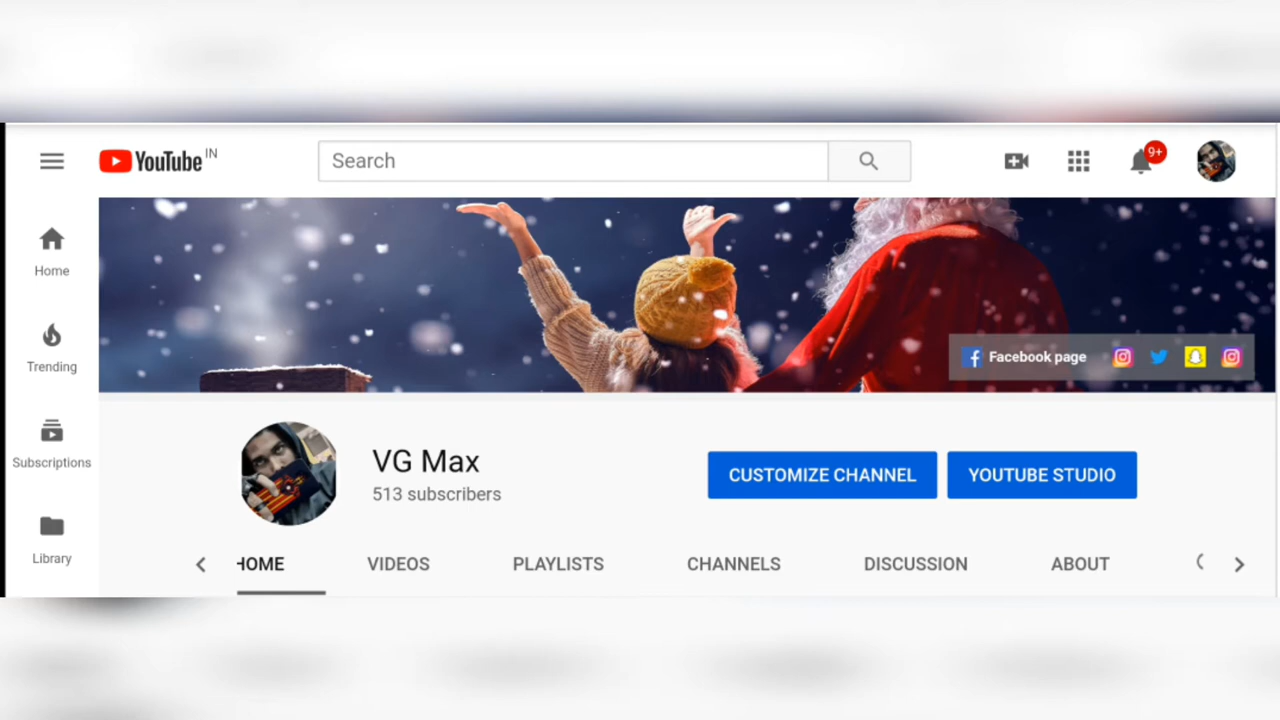 YouTube IN
Search
9+
Home
Trending
Subscriptions
Library
Facebook page
VG Max
513 subscribers
CUSTOMIZE CHANNEL
YOUTUBE STUDIO
HOME
VIDEOS
PLAYLISTS
CHANNELS
DISCUSSION
ABOUT